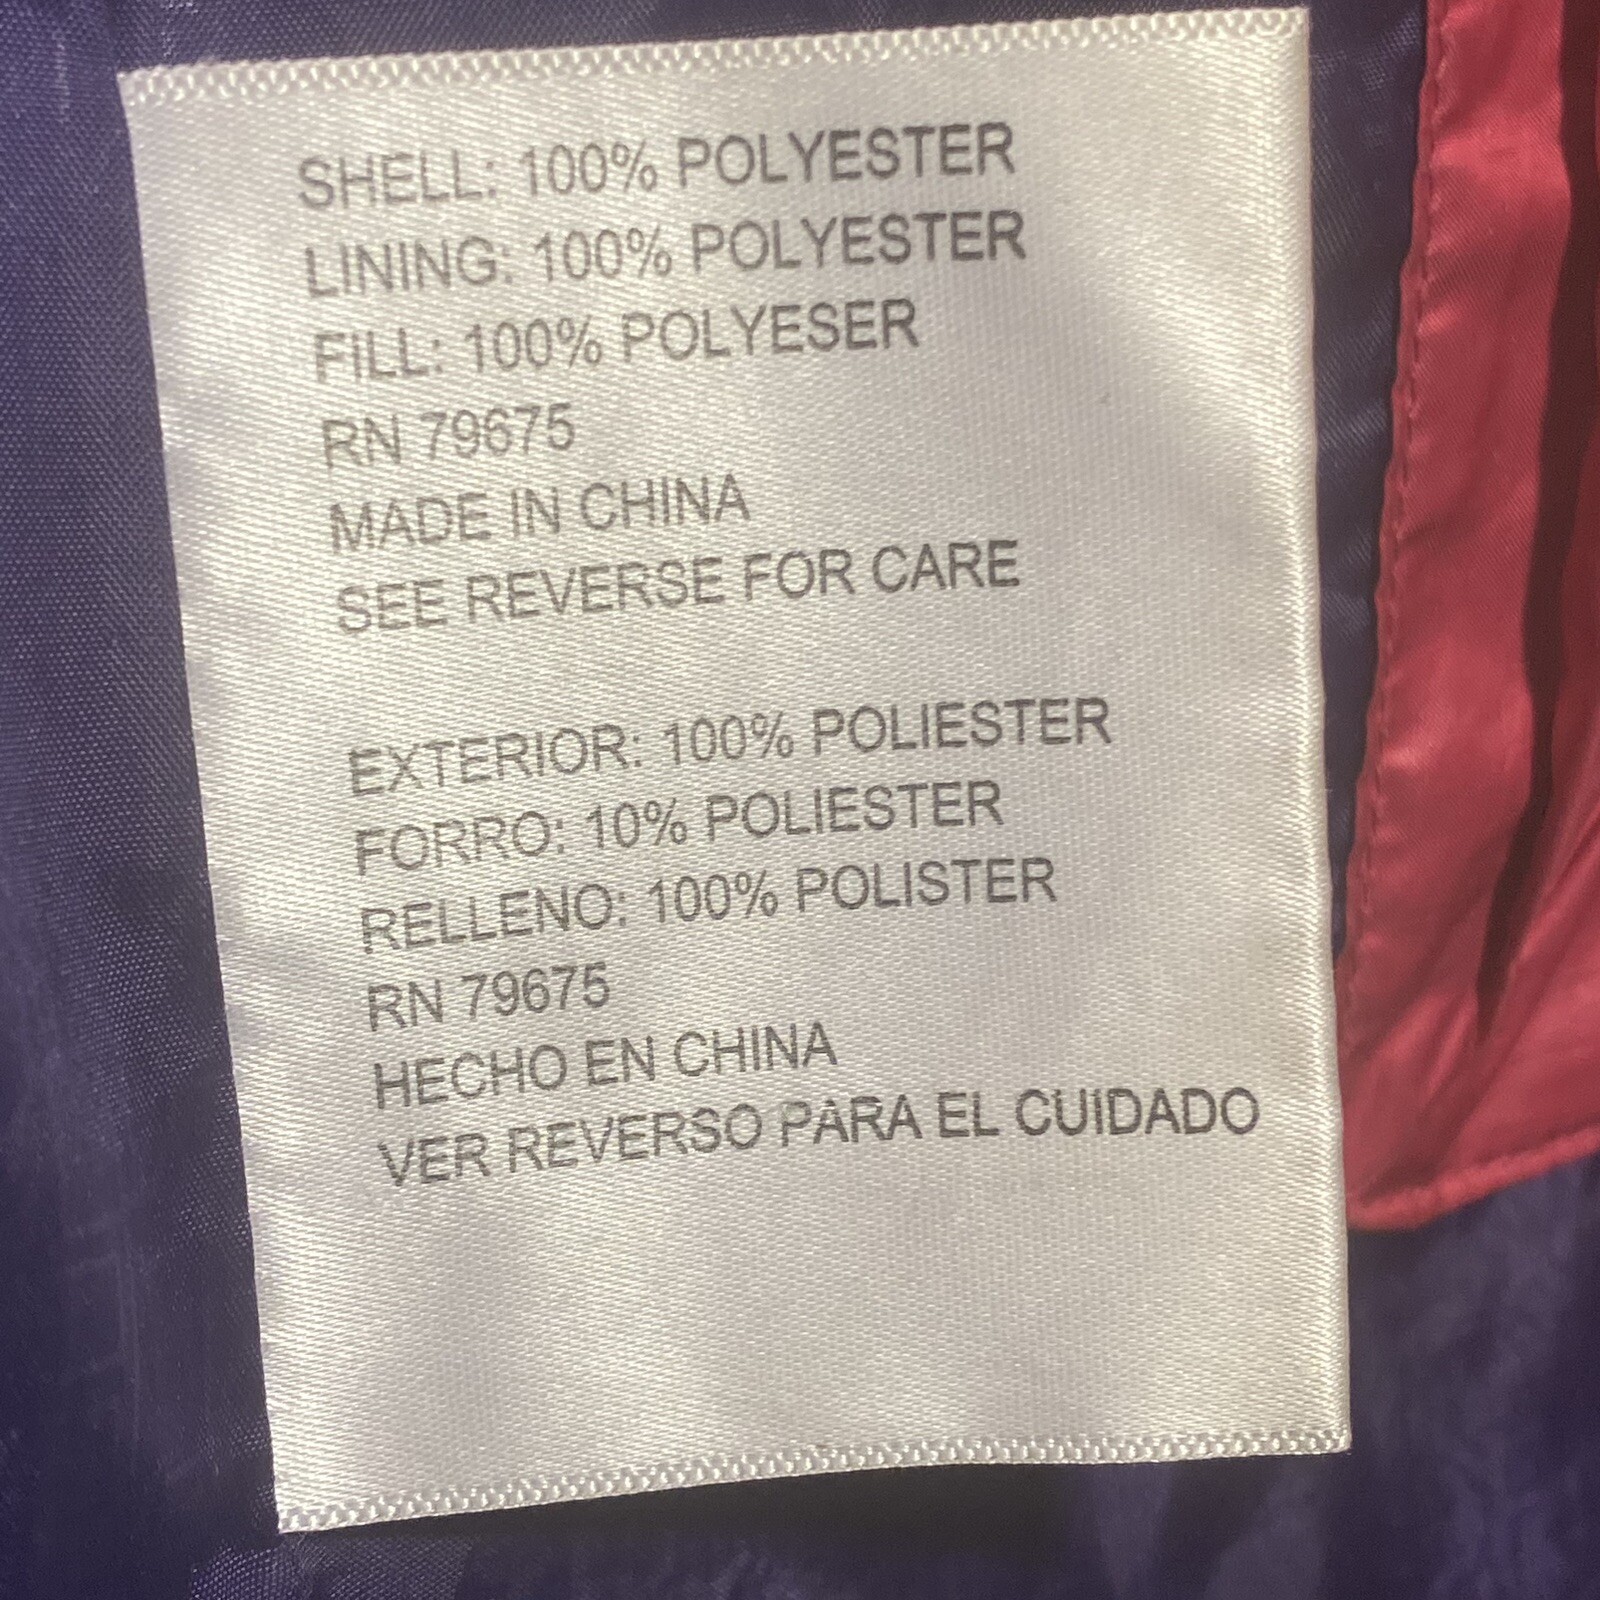 SHELL: 100% POLYESTER
LINING: 100% POLYESTER
FILL: 100% POLYESER
RN 79675
MADE IN CHINA
SEE REVERSE FOR CARE
EXTERIOR: 100% POLIESTER
FORRO: 10% POLIESTER
RELLENO: 100% POLISTER
RN 79675
HECHO EN CHINA
VER REVERSO PARA EL CUIDADO